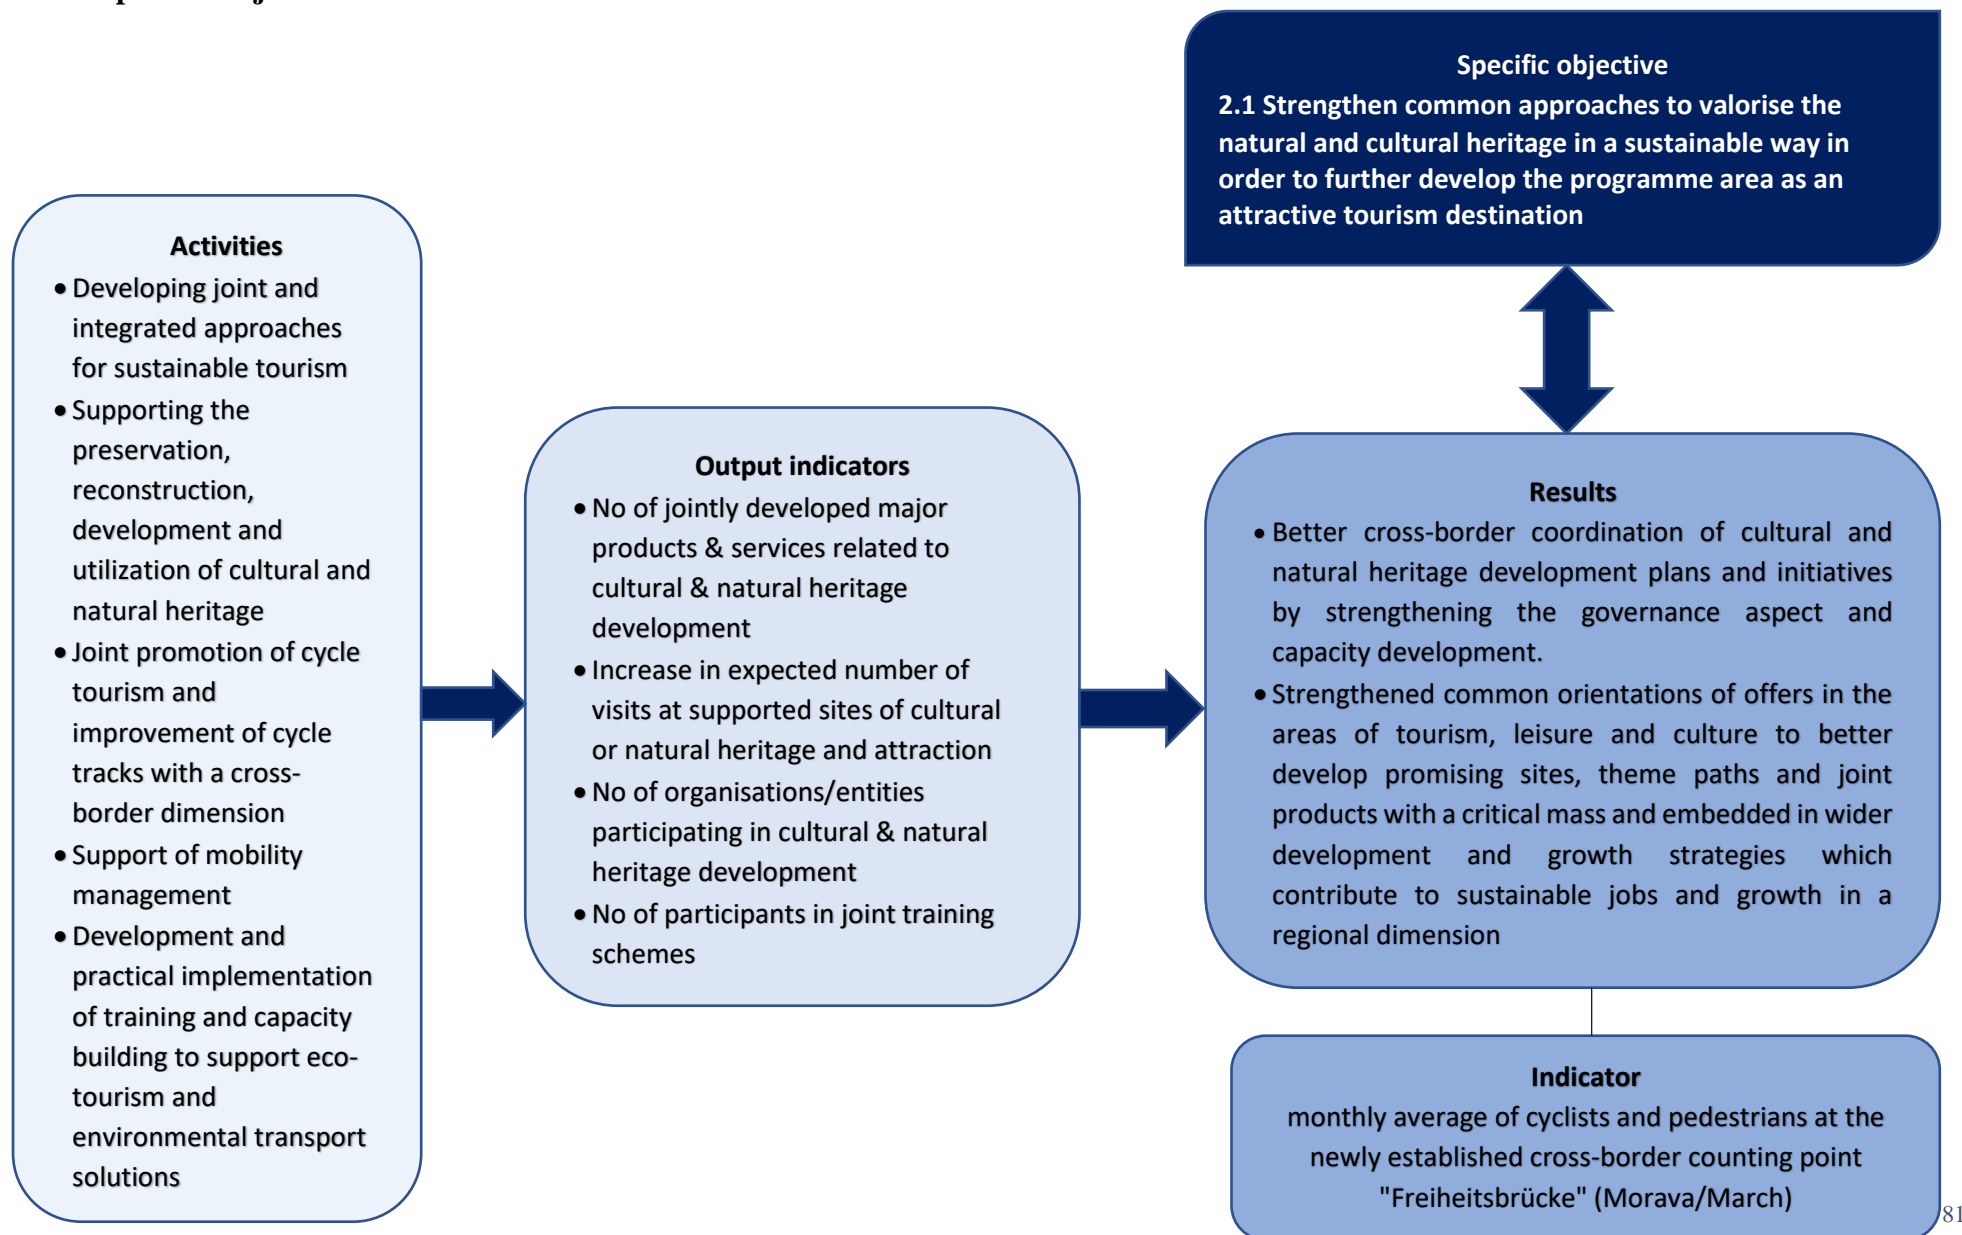 Specific objective
2.1 Strengthen common approaches to valorise the
natural and cultural heritage in a sustainable way in
order to further develop the programme area as an
attractive tourism destination
Activities
• Developing joint and
integrated approaches
for sustainable tourism
• Supporting the
preservation,
reconstruction,
development and
utilization of cultural and
natural heritage
• Joint promotion of cycle
tourism and
improvement of cycle
tracks with a cross-
border dimension
• Support of mobility
management
• Development and
practical implementation
of training and capacity
building to support eco-
tourism and
environmental transport
solutions
Output indicators
• No of jointly developed major
products & services related to
cultural & natural heritage
development
• Increase in expected number of
visits at supported sites of cultural
or natural heritage and attraction
• No of organisations/entities
participating in cultural & natural
heritage development
• No of participants in joint training
schemes
Results
• Better cross-border coordination of cultural and
natural heritage development plans and initiatives
by strengthening the governance aspect and
capacity development.
• Strengthened common orientations of offers in the
areas of tourism, leisure and culture to better
develop promising sites, theme paths and joint
products with a critical mass and embedded in wider
development and growth strategies which
contribute to sustainable jobs and growth in a
regional dimension
Indicator
monthly average of cyclists and pedestrians at the
newly established cross-border counting point
"Freiheitsbrücke" (Morava/March)
81